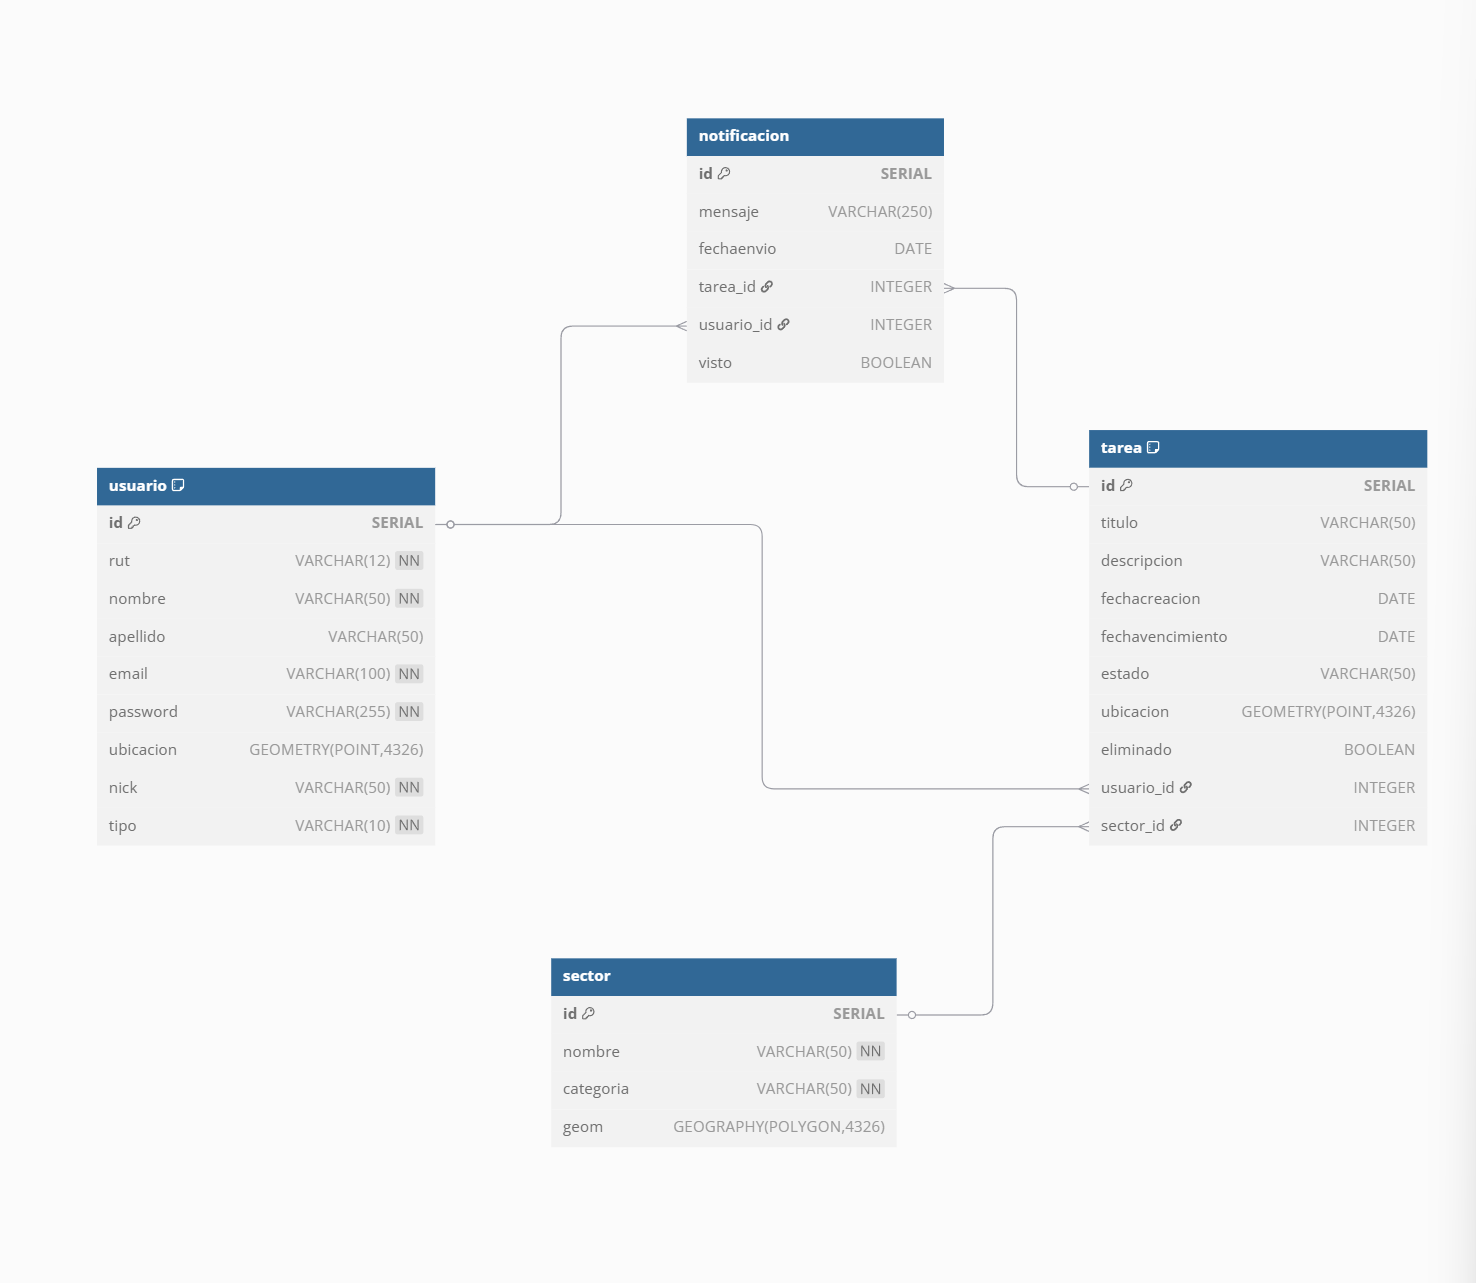 notificacion
id SERIAL
mensaje VARCHAR(250)
fechaenvio DATE
tarea_id INTEGER
usuario_id INTEGER
visto BOOLEAN
usuario
id SERIAL
rut VARCHAR(12) NN
nombre VARCHAR(50) NN
apellido VARCHAR(50)
email VARCHAR(100) NN
password VARCHAR(255) NN
ubicacion GEOMETRY(POINT,4326)
nick VARCHAR(50) NN
tipo VARCHAR(10) NN
tarea
id SERIAL
titulo VARCHAR(50)
descripcion VARCHAR(50)
fechacreacion DATE
fechavencimiento DATE
estado VARCHAR(50)
ubicacion GEOMETRY(POINT,4326)
eliminado BOOLEAN
usuario_id INTEGER
sector_id INTEGER
sector
id SERIAL
nombre VARCHAR(50) NN
categoria VARCHAR(50) NN
geom GEOGRAPHY(POLYGON,4326)